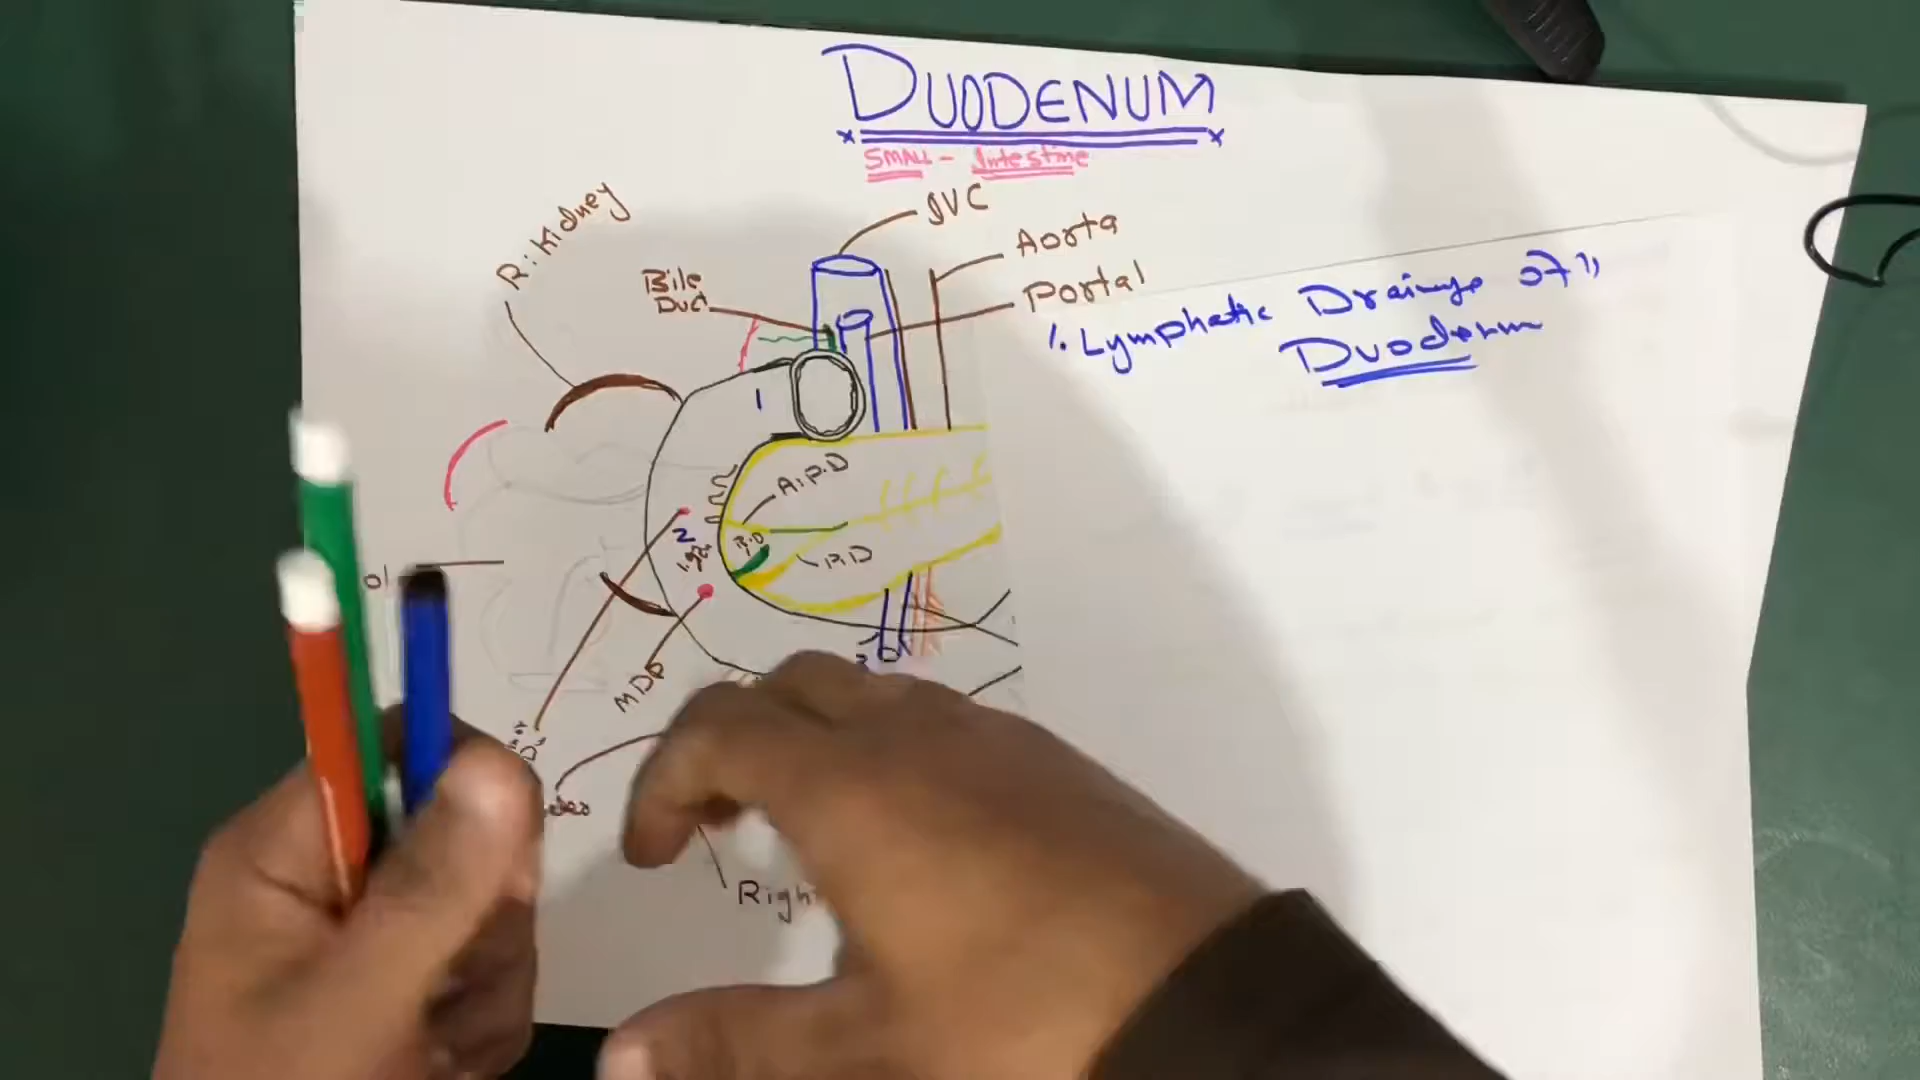 DUODENUM
SMALL - Intestine
IVC
R. Kidney
Aorta
Bile
Duct
Portal
1. Lymphatic Drainage of
Duodenum
1
A.P.D
2
B.D
P.D
MDP
Right